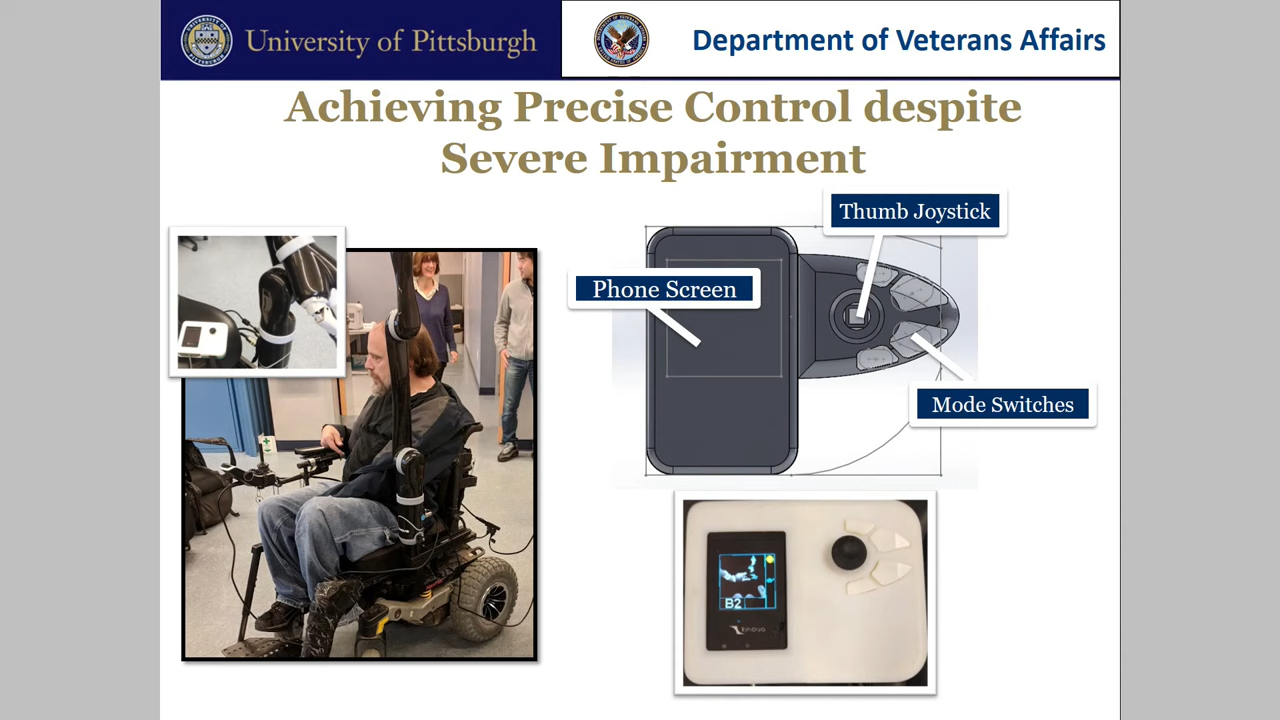 University of Pittsburgh
Department of Veterans Affairs
Achieving Precise Control despite
Severe Impairment
Thumb Joystick
Phone Screen
Mode Switches
B2